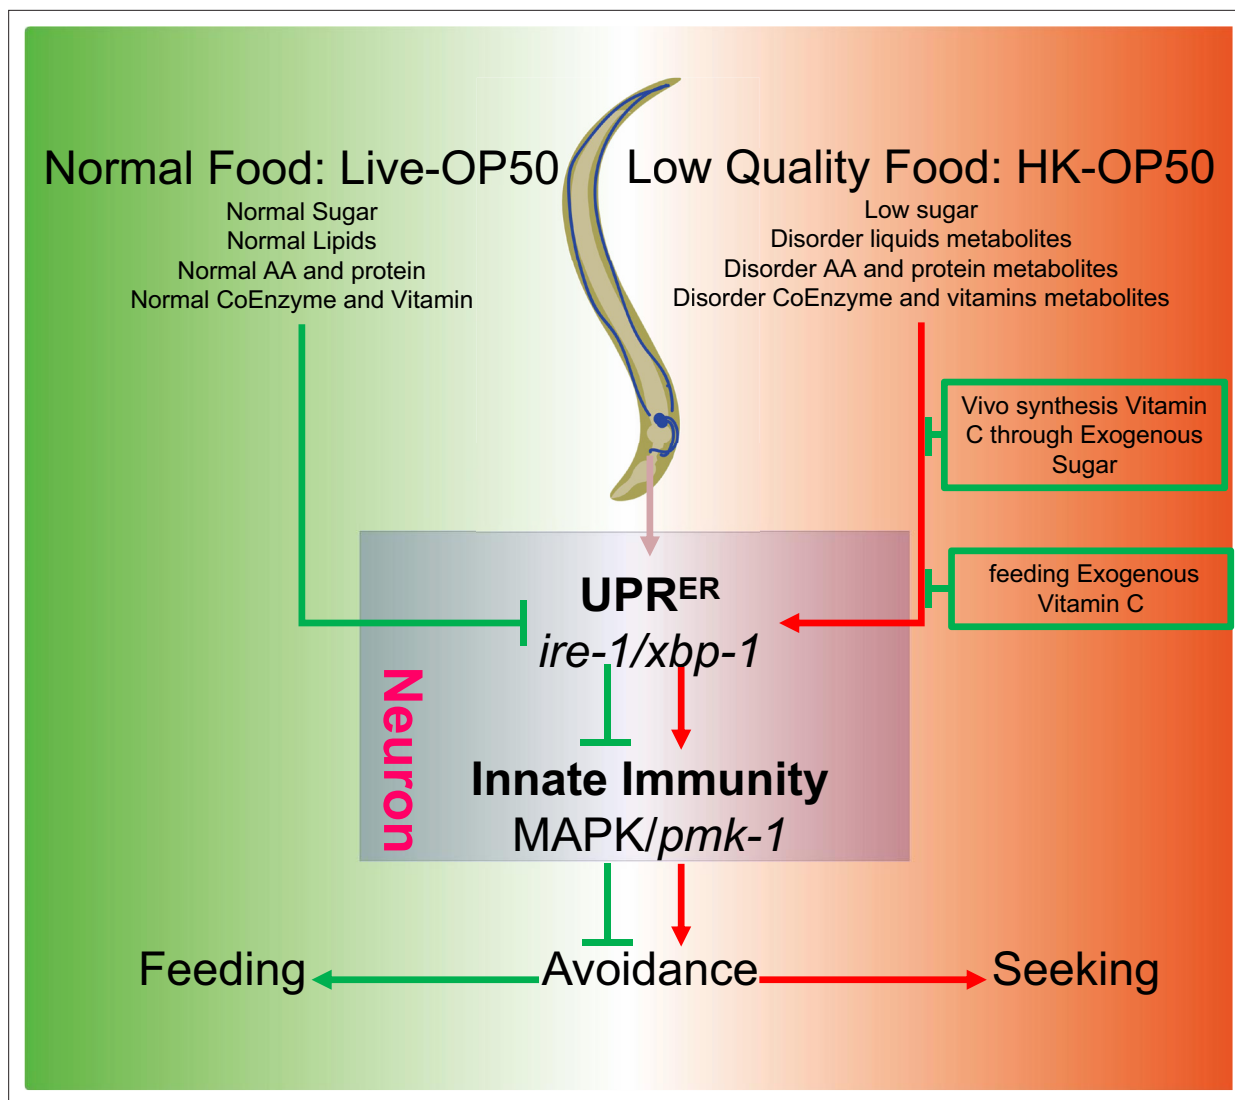 Normal Food: Live-OP50
Normal Sugar
Normal Lipids
Normal AA and protein
Normal CoEnzyme and Vitamin
Low Quality Food: HK-OP50
Low sugar
Disorder liquids metabolites
Disorder AA and protein metabolites
Disorder CoEnzyme and vitamins metabolites
Vivo synthesis Vitamin
C through Exogenous
Sugar
feeding Exogenous
Vitamin C
UPRER
ire-1/xbp-1
Neuron
Innate Immunity
MAPK/pmk-1
Feeding
Avoidance
Seeking